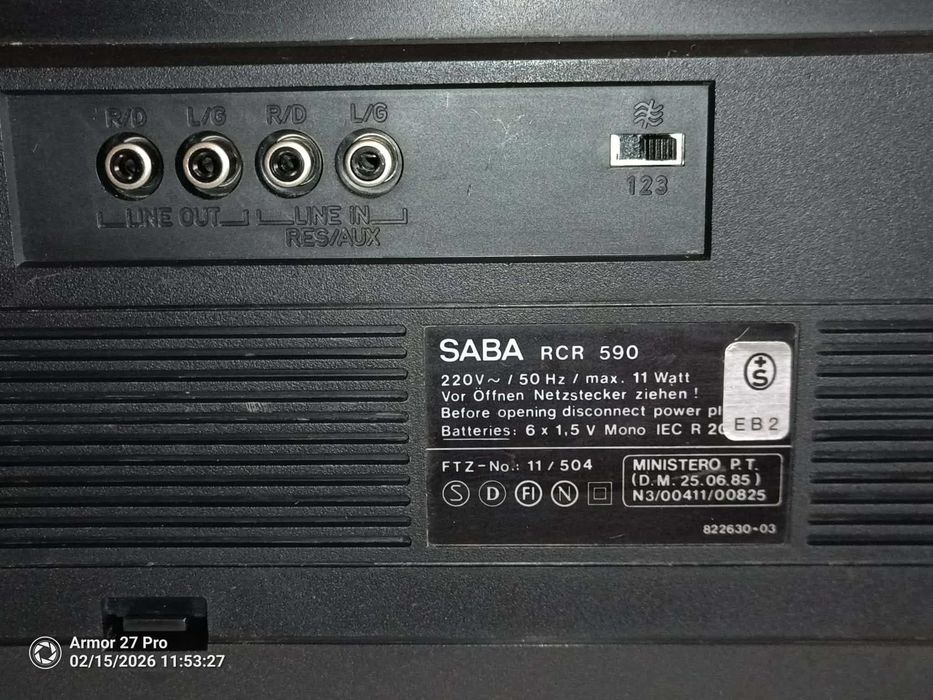 R/D L/G R/D L/G
LINE OUT LINE IN
RES/AUX
123
SABA RCR 590
220V~ / 50 Hz / max. 11 Watt
Vor Öffnen Netzstecker ziehen !
Before opening disconnect power pl
Batteries: 6 x 1,5 V Mono IEC R 20
+
S
EB2
FTZ-No.: 11/504
S D FI N
MINISTERO P.T.
(D.M. 25.06.85)
N3/00411/00825
822630-03
Armor 27 Pro
02/15/2026 11:53:27